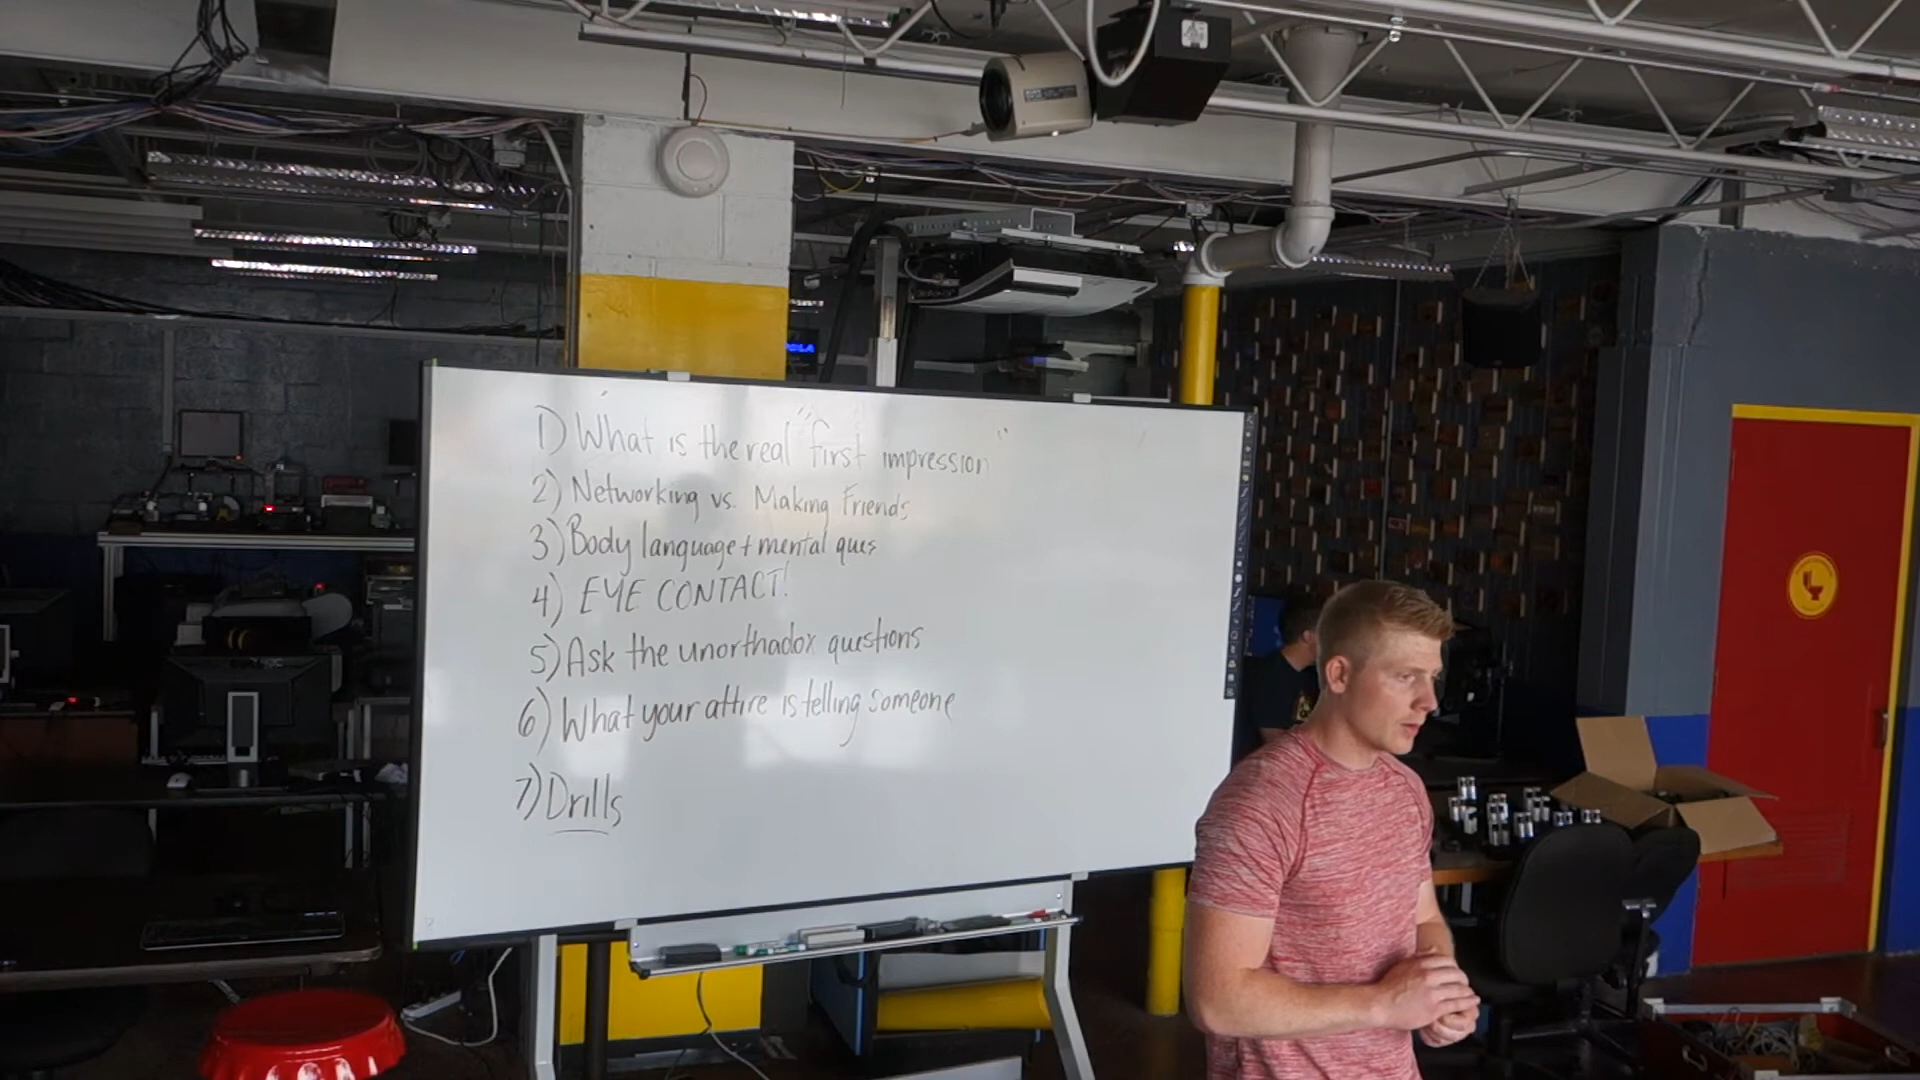 1) What is the real "first impression"
2) Networking vs. Making Friends
3) Body language + mental ques
4) EYE CONTACT!
5) Ask the unorthadox questions
6) What your attire is telling someone
7) Drills